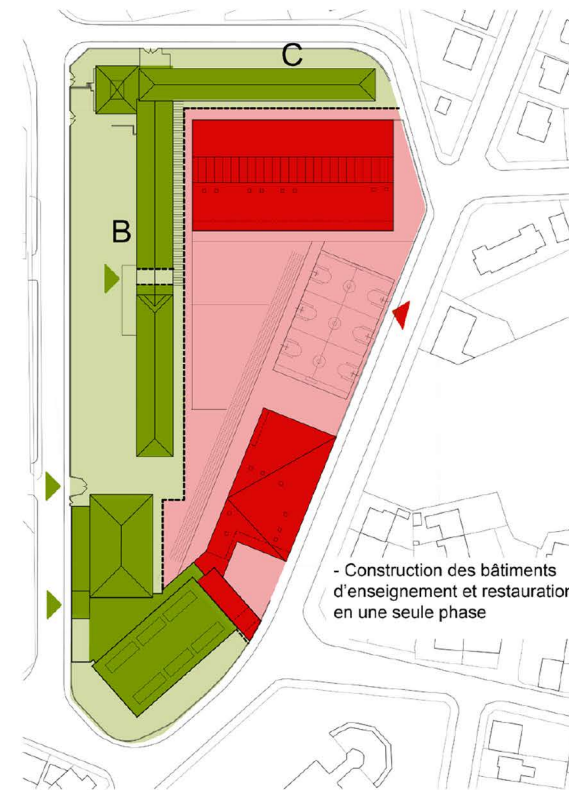 C
B
- Construction des bâtiments
d'enseignement et restauration
en une seule phase